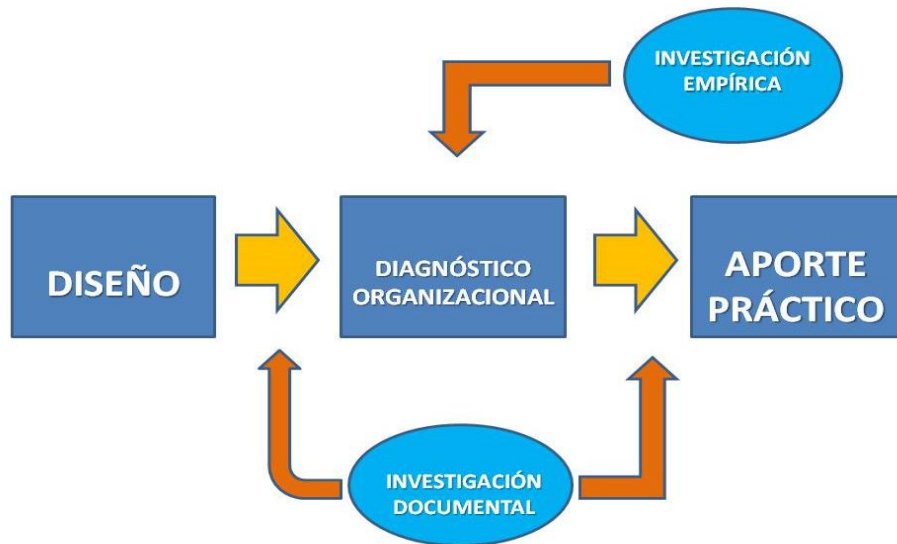 INVESTIGACIÓN
EMPÍRICA
DISEÑO
DIAGNÓSTICO
ORGANIZACIONAL
APORTE
PRÁCTICO
INVESTIGACIÓN
DOCUMENTAL